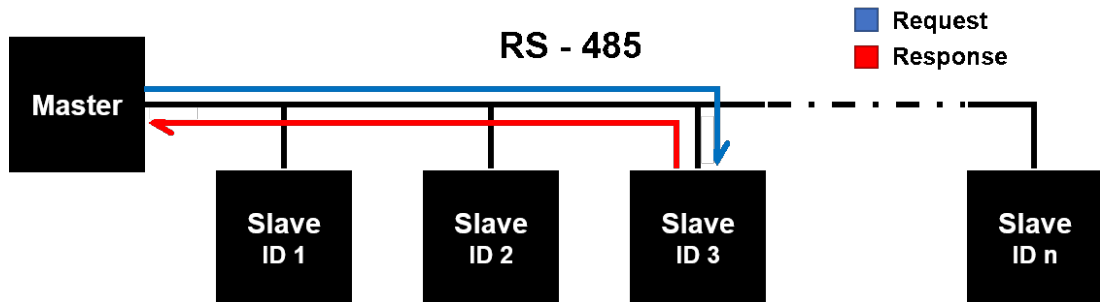 Request
RS - 485
Response
Master
Slave
ID 1
Slave
ID 2
Slave
ID 3
Slave
ID n